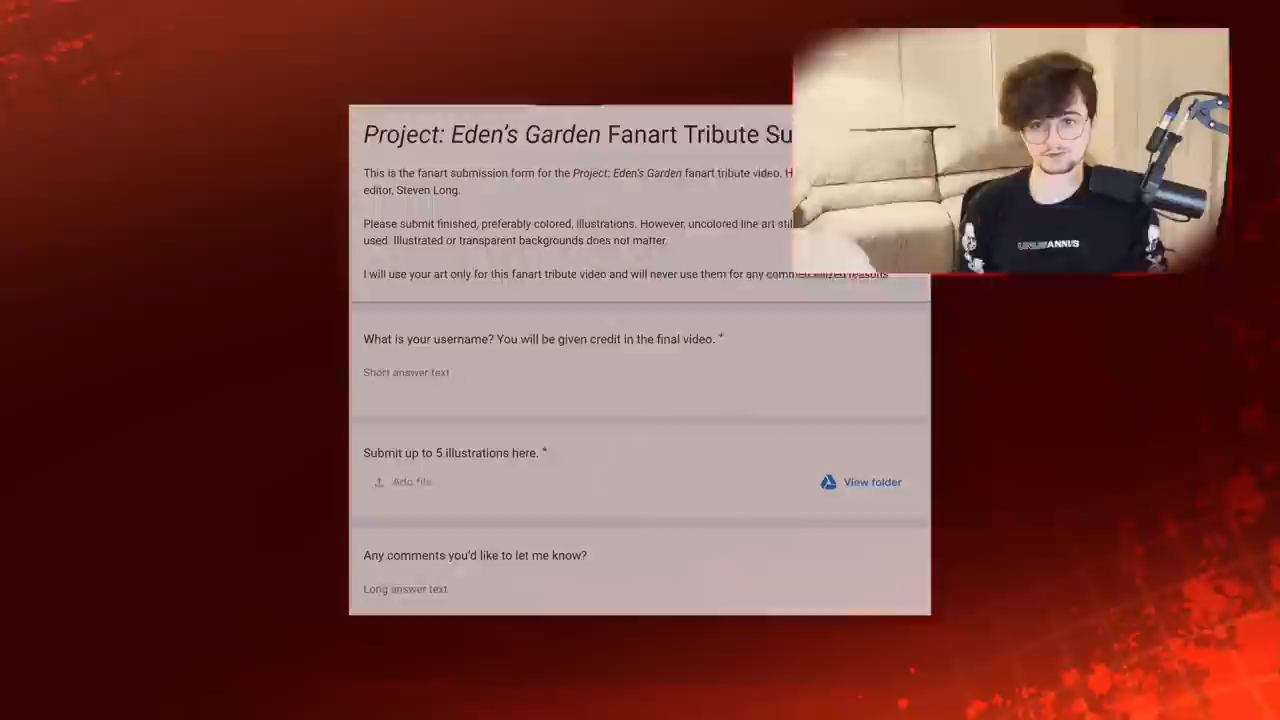 Project: Eden's Garden Fanart Tribute Su
This is the fanart submission form for the Project: Eden's Garden fanart tribute video. H
editor, Steven Long.
Please submit finished, preferably colored, illustrations. However, uncolored line art sti
used. Illustrated or transparent backgrounds does not matter.
I will use your art only for this fanart tribute video and will never use them for any commercialized reasons
What is your username? You will be given credit in the final video. *
Short answer text
Submit up to 5 illustrations here. *
Add file
View folder
Any comments you'd like to let me know?
Long answer text
UNUS ANNUS